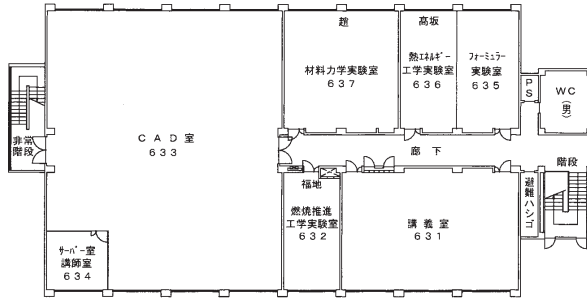 趙
材料力学実験室
637
高坂
熱エネルギー
工学実験室
636
フォーミュラー
実験室
635
PS
WC
(男)
非常
階段
CAD室
633
廊下
階段
避難ハシゴ
福地
燃焼推進
工学実験室
632
講義室
631
サーバー室
講師室
634